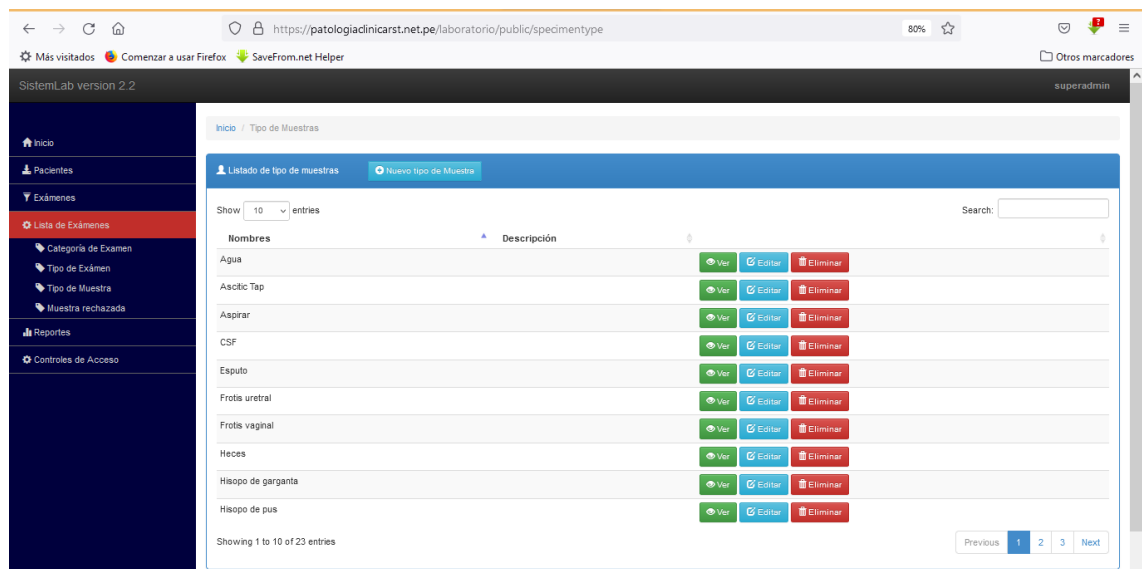 https://patologiaclinicarst.net.pe/laboratorio/public/specimentype
80%
Más visitados Comenzar a usar Firefox SaveFrom.net Helper Otros marcadores
SistemLab version 2.2
superadmin
Inicio
Pacientes
Exámenes
Lista de Exámenes
Categoría de Examen
Tipo de Exámen
Tipo de Muestra
Muestra rechazada
Reportes
Controles de Acceso
Inicio / Tipo de Muestras
Listado de tipo de muestras Nuevo tipo de Muestra
Show 10 entries Search:
Nombres Descripción
Agua Ver Editar Eliminar
Ascitic Tap Ver Editar Eliminar
Aspirar Ver Editar Eliminar
CSF Ver Editar Eliminar
Esputo Ver Editar Eliminar
Frotis uretral Ver Editar Eliminar
Frotis vaginal Ver Editar Eliminar
Heces Ver Editar Eliminar
Hisopo de garganta Ver Editar Eliminar
Hisopo de pus Ver Editar Eliminar
Showing 1 to 10 of 23 entries Previous 1 2 3 Next